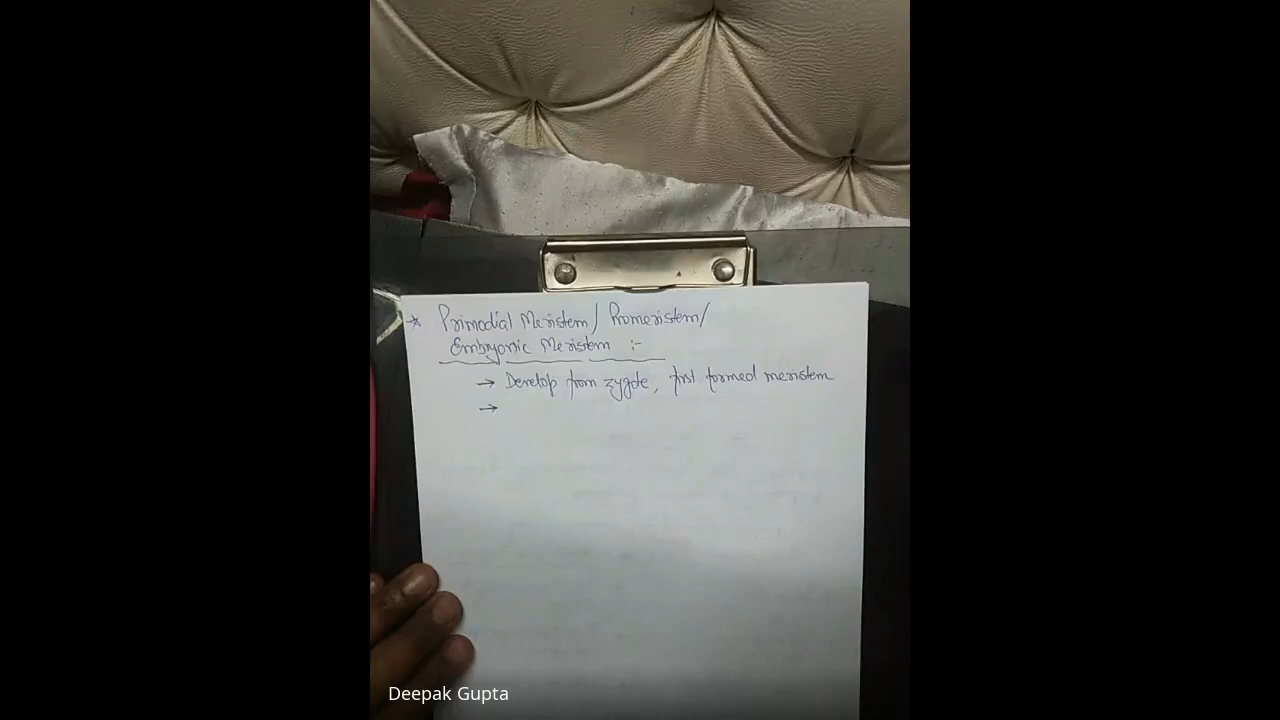 * Primodial Meristem / Promeristem /
Embryonic Meristem :-
→ Develop from zygote, first formed meristem
→
Deepak Gupta